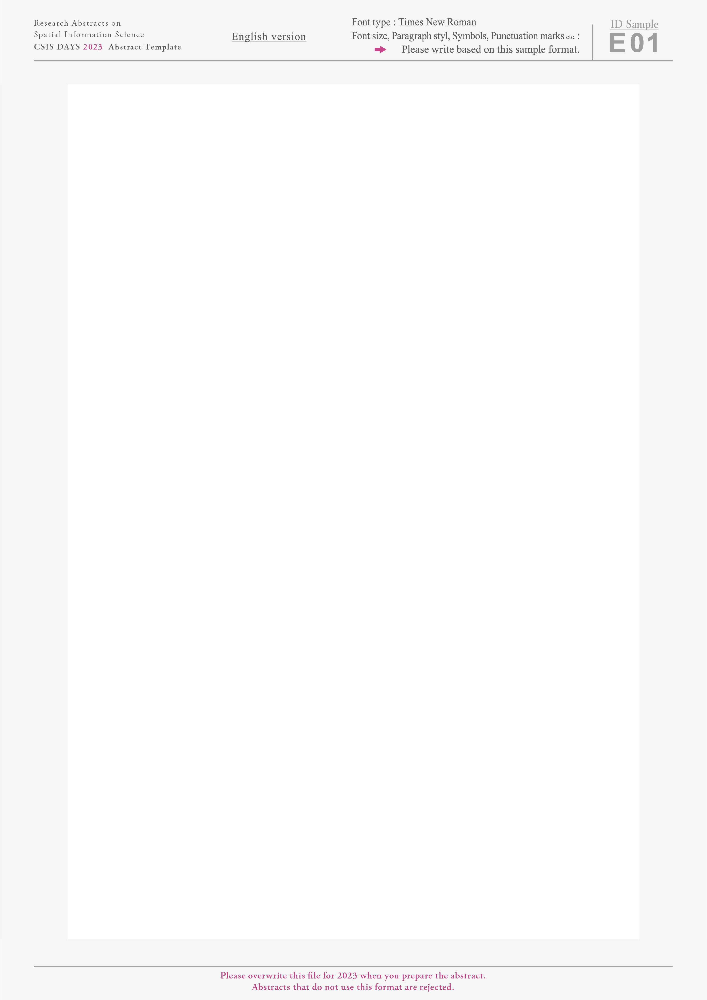 Research Abstracts on
Spatial Information Science
CSIS DAYS 2023 Abstract Template
English version
Font type : Times New Roman
Font size, Paragraph styl, Symbols, Punctuation marks etc. :
Please write based on this sample format.
ID Sample
E01
Please overwrite this file for 2023 when you prepare the abstract.
Abstracts that do not use this format are rejected.